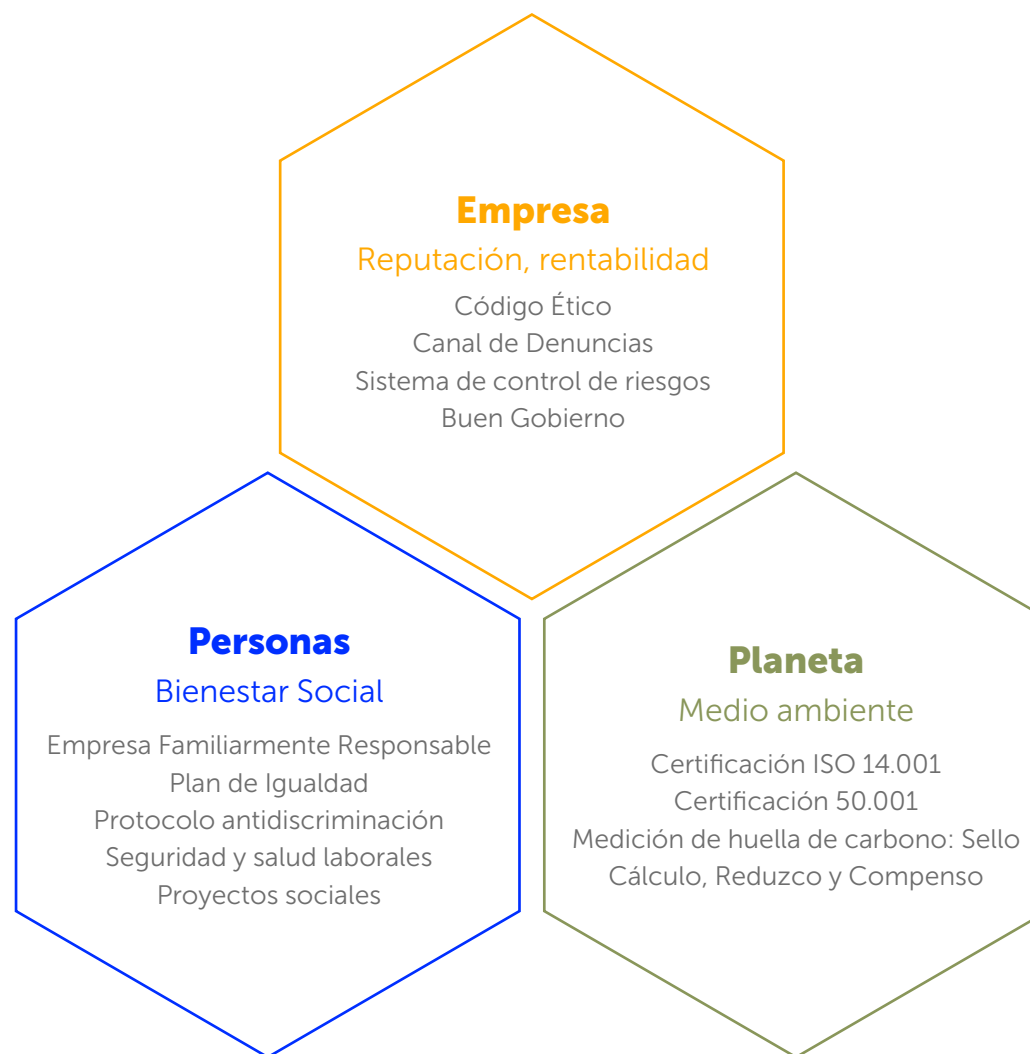 Empresa
Reputación, rentabilidad
Código Ético
Canal de Denuncias
Sistema de control de riesgos
Buen Gobierno
Personas
Bienestar Social
Empresa Familiarmente Responsable
Plan de Igualdad
Protocolo antidiscriminación
Seguridad y salud laborales
Proyectos sociales
Planeta
Medio ambiente
Certificación ISO 14.001
Certificación 50.001
Medición de huella de carbono: Sello
Cálculo, Reduzco y Compenso